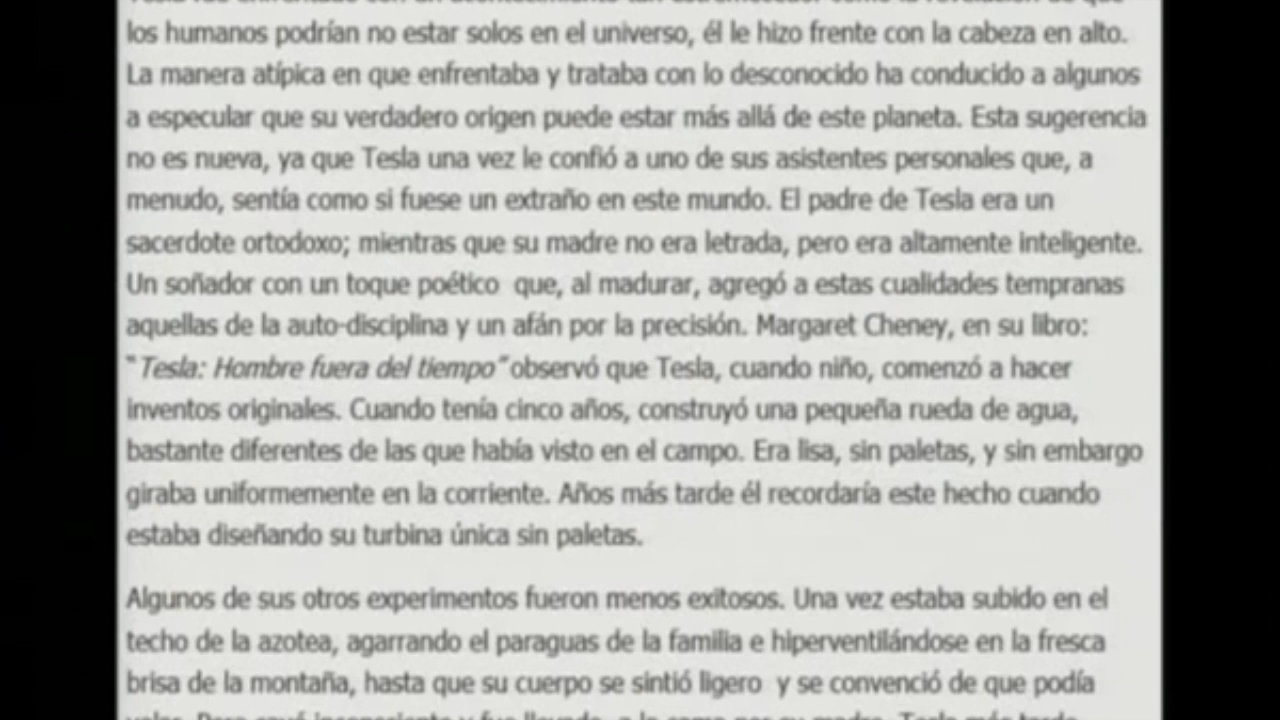 los humanos podrían no estar solos en el universo, él le hizo frente con la cabeza en alto.
La manera atípica en que enfrentaba y trataba con lo desconocido ha conducido a algunos
a especular que su verdadero origen puede estar más allá de este planeta. Esta sugerencia
no es nueva, ya que Tesla una vez le confió a uno de sus asistentes personales que, a
menudo, sentía como si fuese un extraño en este mundo. El padre de Tesla era un
sacerdote ortodoxo; mientras que su madre no era letrada, pero era altamente inteligente.
Un soñador con un toque poético que, al madurar, agregó a estas cualidades tempranas
aquellas de la auto-disciplina y un afán por la precisión. Margaret Cheney, en su libro:
“Tesla: Hombre fuera del tiempo” observó que Tesla, cuando niño, comenzó a hacer
inventos originales. Cuando tenía cinco años, construyó una pequeña rueda de agua,
bastante diferentes de las que había visto en el campo. Era lisa, sin paletas, y sin embargo
giraba uniformemente en la corriente. Años más tarde él recordaría este hecho cuando
estaba diseñando su turbina única sin paletas.
Algunos de sus otros experimentos fueron menos exitosos. Una vez estaba subido en el
techo de la azotea, agarrando el paraguas de la familia e hiperventilándose en la fresca
brisa de la montaña, hasta que su cuerpo se sintió ligero y se convenció de que podía